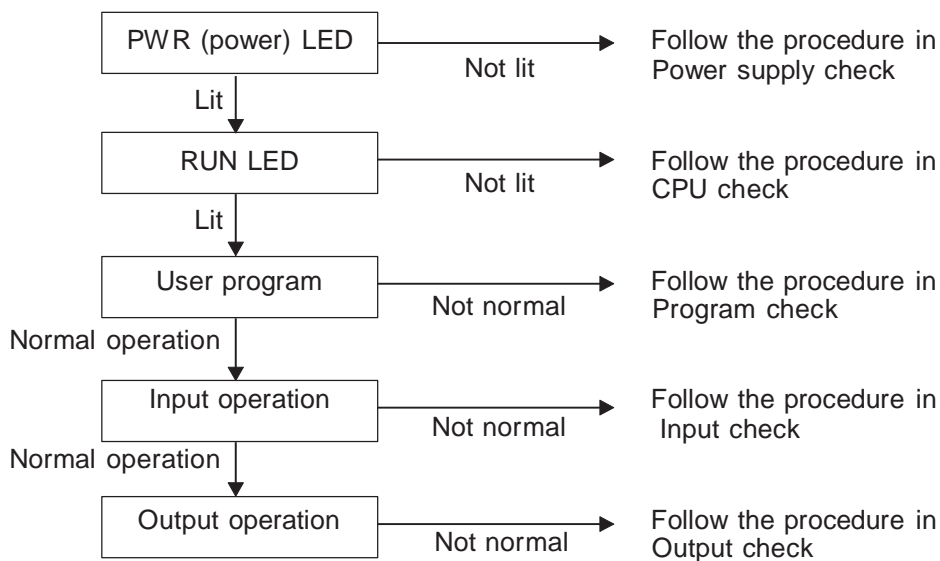 PWR (power) LED
Not lit
Follow the procedure in
Power supply check
Lit
RUN LED
Not lit
Follow the procedure in
CPU check
Lit
User program
Not normal
Follow the procedure in
Program check
Normal operation
Input operation
Not normal
Follow the procedure in
Input check
Normal operation
Output operation
Not normal
Follow the procedure in
Output check